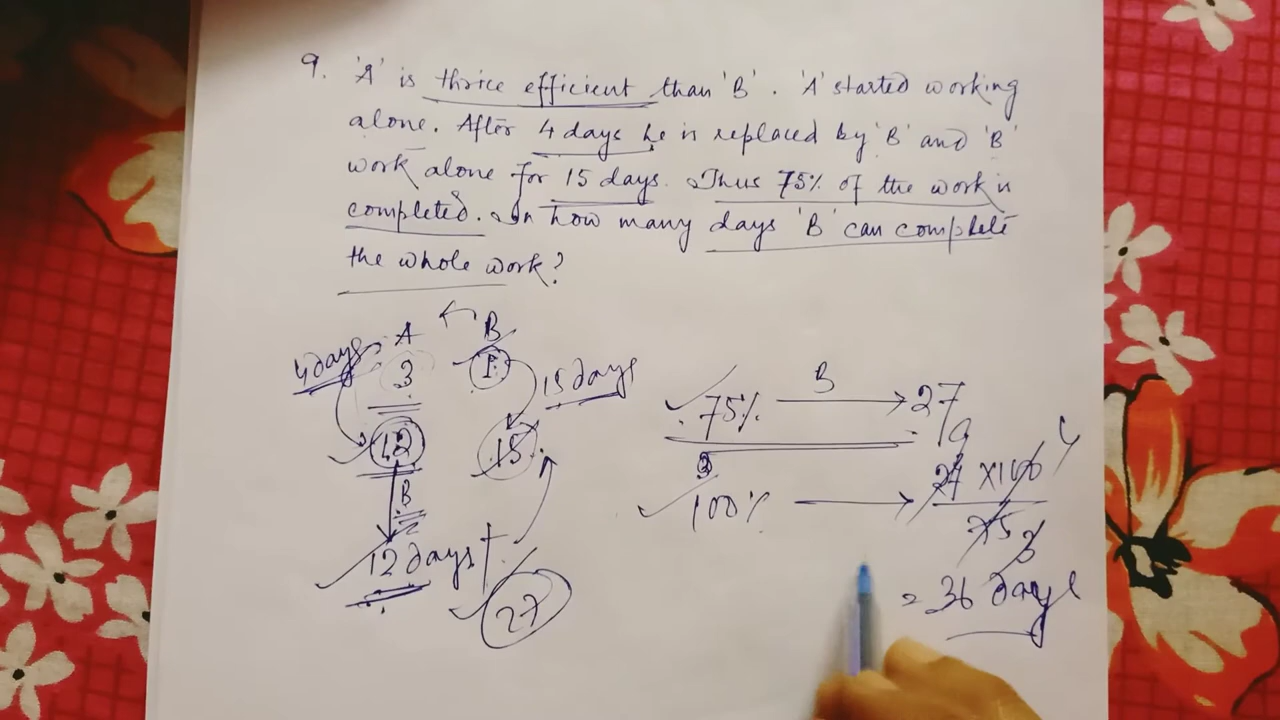 9. 'A' is thrice efficient than 'B'. 'A' started working
alone. After 4 days he is replaced by 'B' and 'B'
work alone for 15 days. Thus 75% of the work is
completed. In how many days 'B' can complete
the whole work?
A B
4 days 3 1 15 days
12 15
B
12 days + 27
75% B 27
100% 27 × 100
75
= 36 days